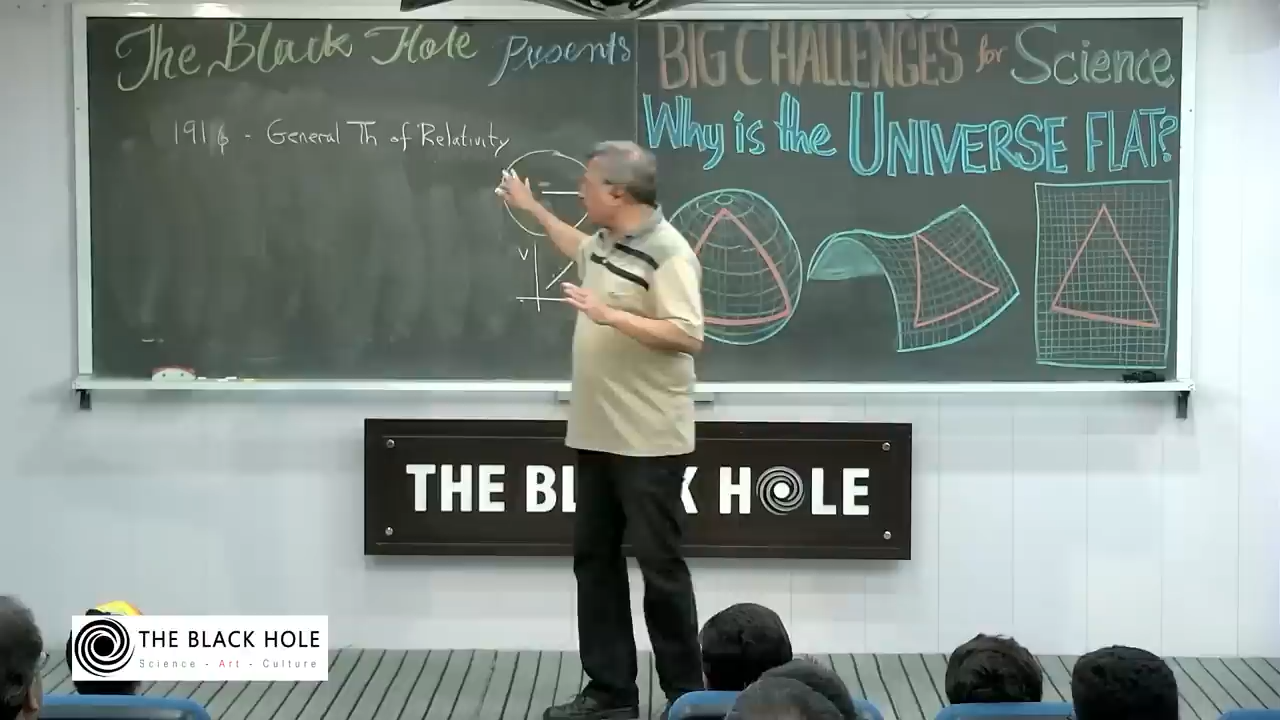 The Black Hole Presents
BIG CHALLENGES for Science
Why is the UNIVERSE FLAT?
1916 - General Th of Relativity
V
THE BL K HOLE
THE BLACK HOLE
Science - Art - Culture